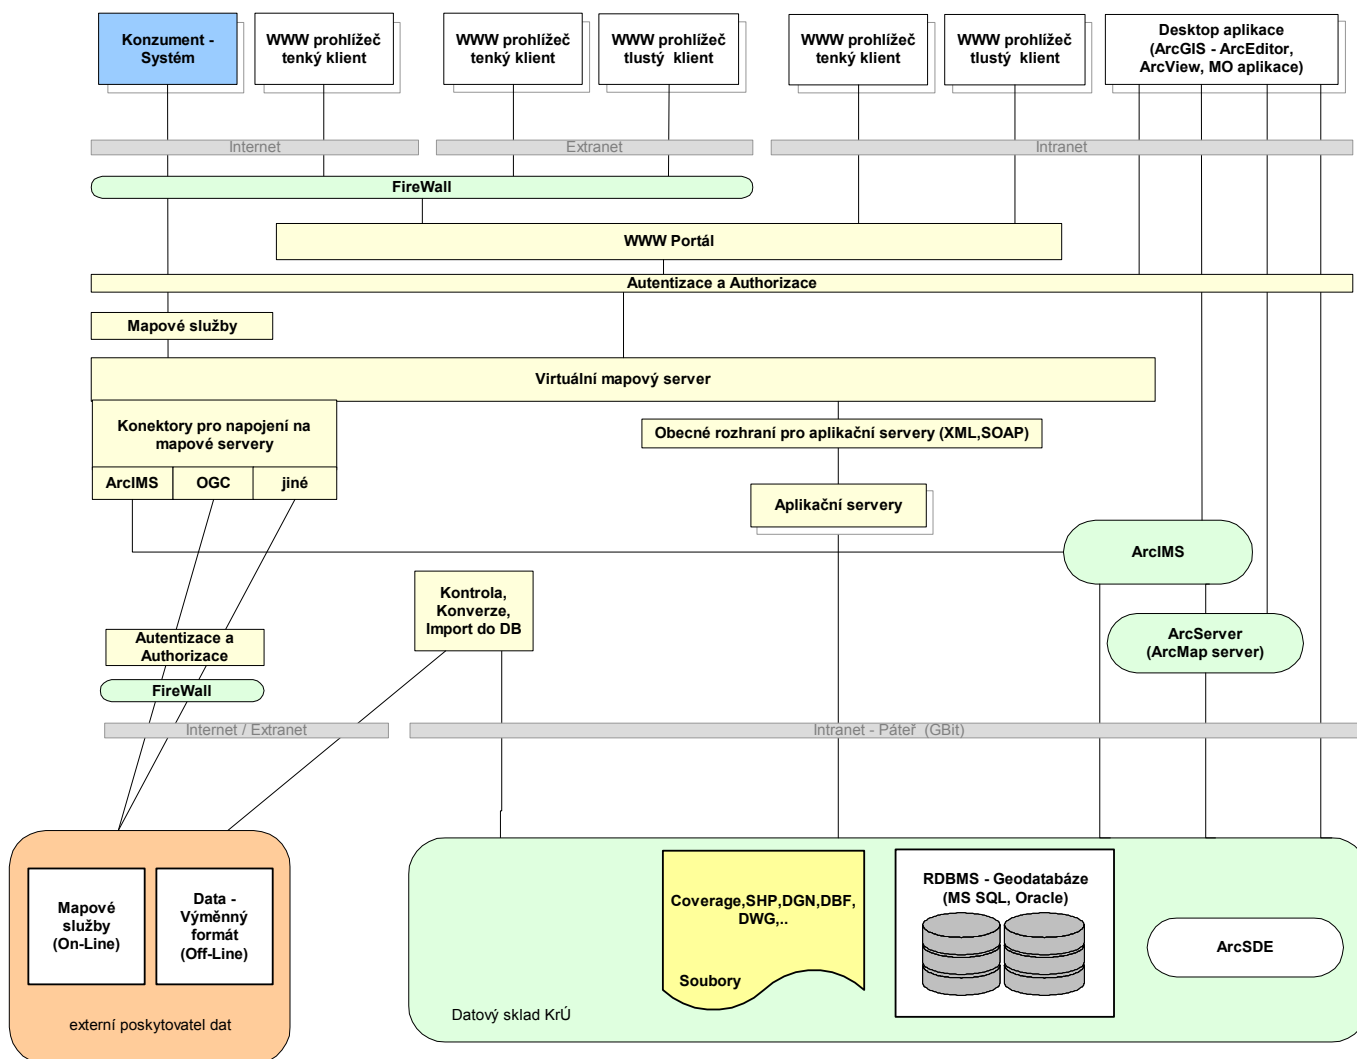 Konzument -
Systém
WWW prohlížeč
tenký klient
WWW prohlížeč
tenký klient
WWW prohlížeč
tlustý klient
WWW prohlížeč
tenký klient
WWW prohlížeč
tlustý klient
Desktop aplikace
(ArcGIS - ArcEditor,
ArcView, MO aplikace)
Internet
Extranet
Intranet
FireWall
WWW Portál
Autentizace a Authorizace
Mapové služby
Virtuální mapový server
Konektory pro napojení na
mapové servery
ArcIMS
OGC
jiné
Obecné rozhraní pro aplikační servery (XML,SOAP)
Aplikační servery
ArcIMS
Kontrola,
Konverze,
Import do DB
ArcServer
(ArcMap server)
Autentizace a
Authorizace
FireWall
Internet / Extranet
Intranet - Páteř (GBit)
Mapové
služby
(On-Line)
Data -
Výměnný
formát
(Off-Line)
externí poskytovatel dat
Coverage,SHP,DGN,DBF,
DWG,..
Soubory
RDBMS - Geodatabáze
(MS SQL, Oracle)
ArcSDE
Datový sklad KrÚ